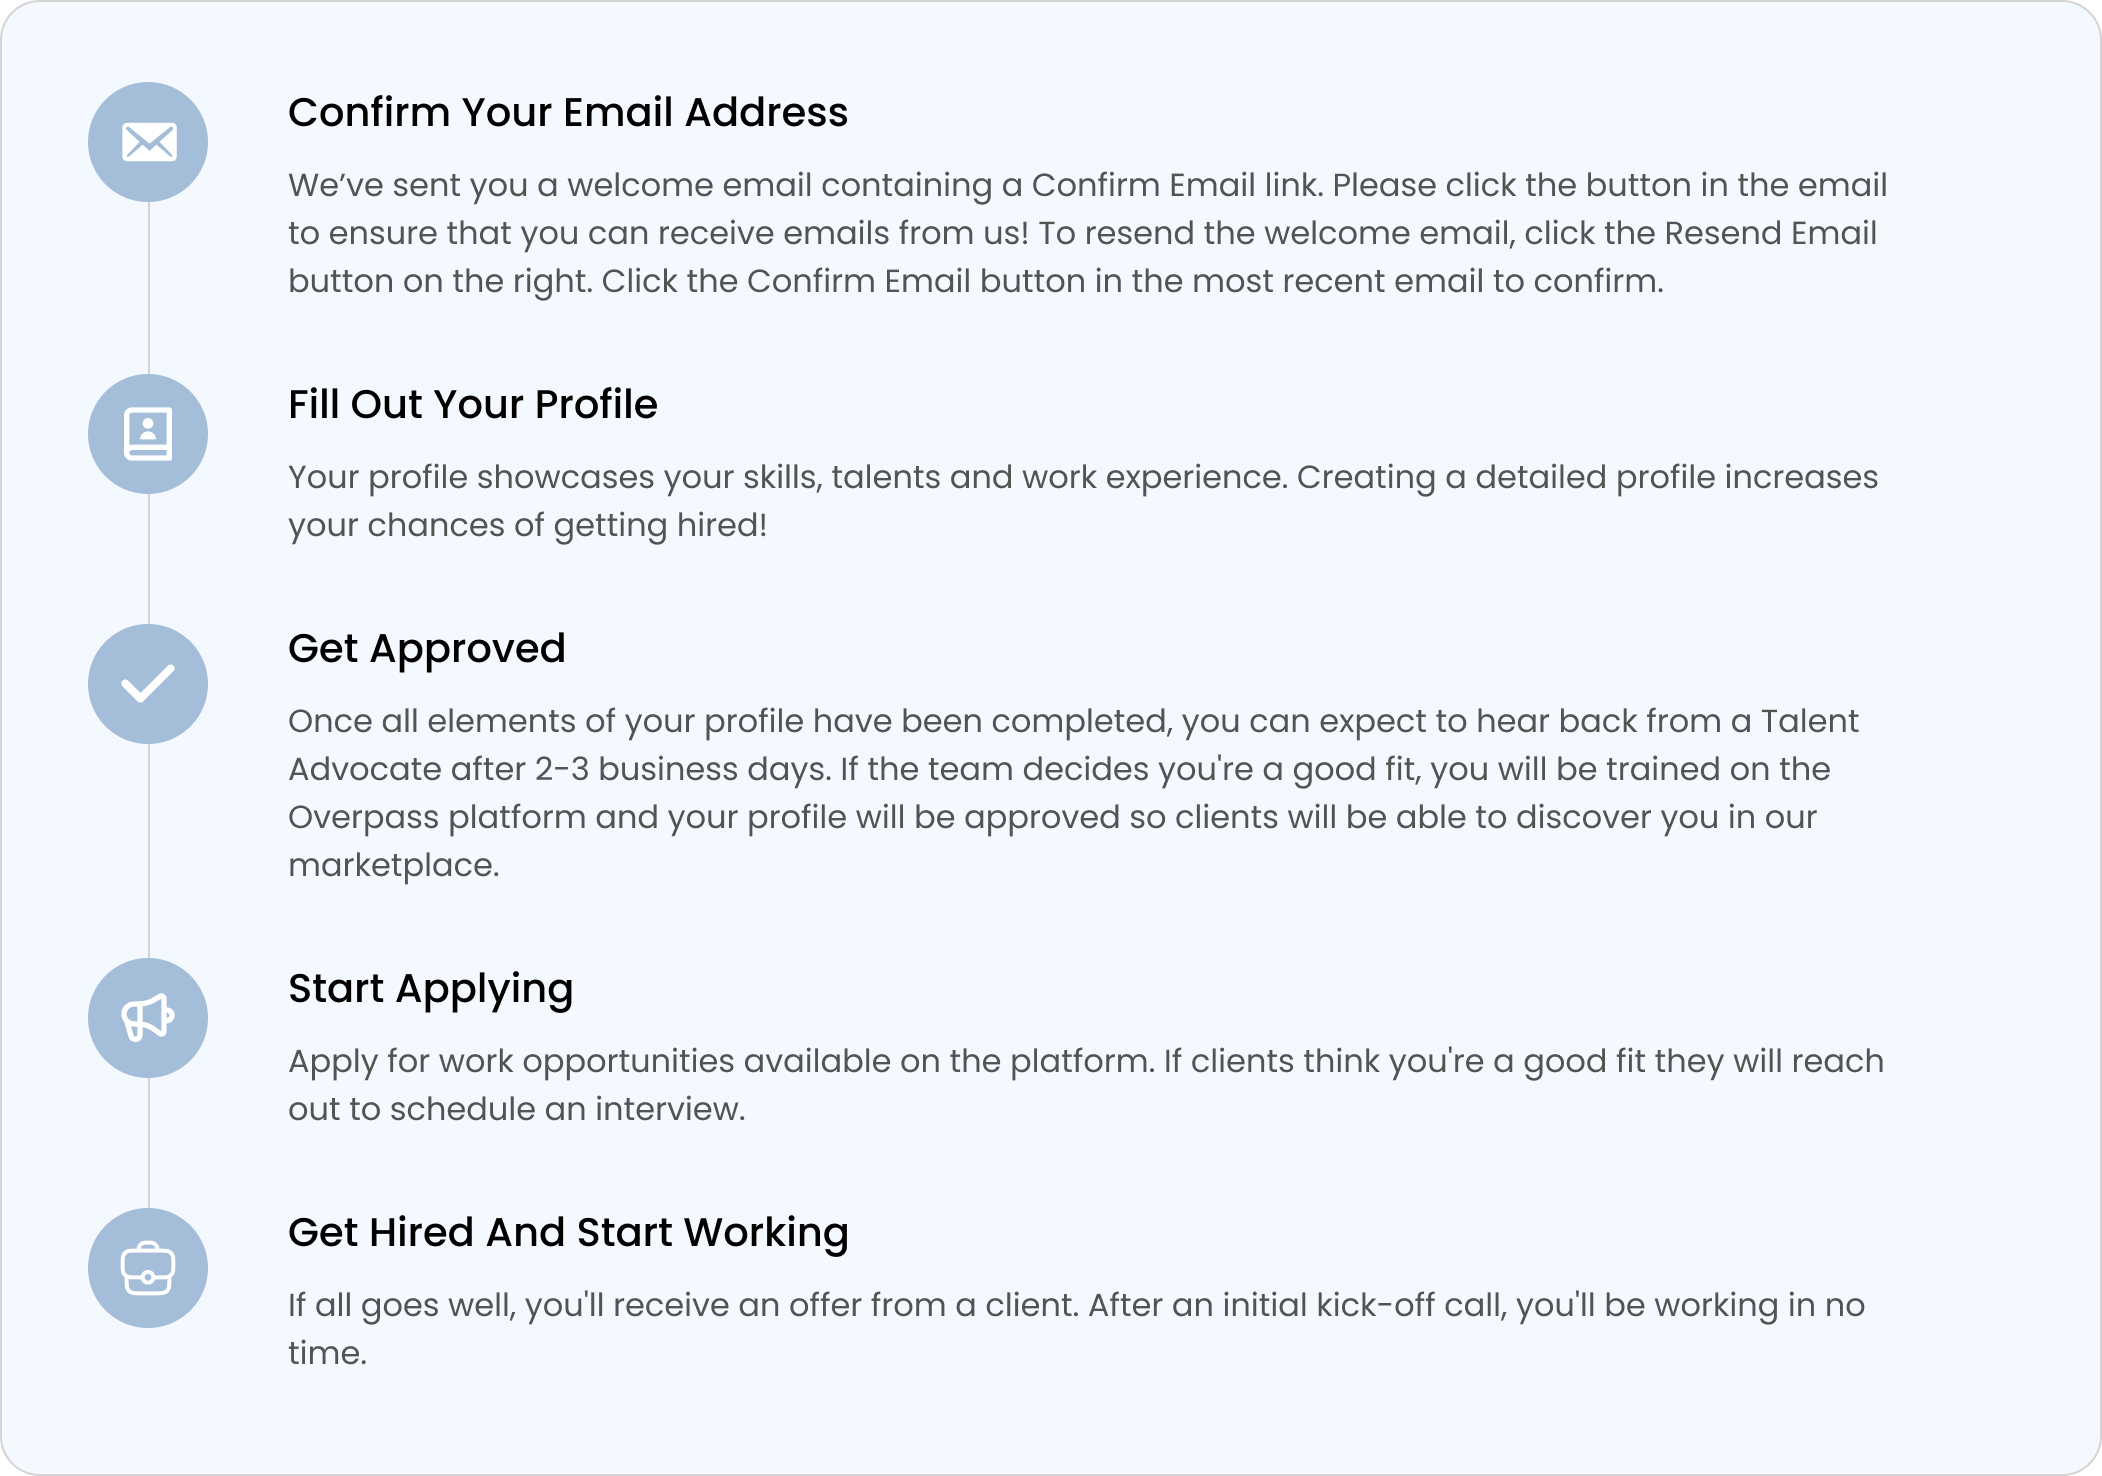 Confirm Your Email Address
We’ve sent you a welcome email containing a Confirm Email link. Please click the button in the email
to ensure that you can receive emails from us! To resend the welcome email, click the Resend Email
button on the right. Click the Confirm Email button in the most recent email to confirm.
Fill Out Your Profile
Your profile showcases your skills, talents and work experience. Creating a detailed profile increases
your chances of getting hired!
Get Approved
Once all elements of your profile have been completed, you can expect to hear back from a Talent
Advocate after 2-3 business days. If the team decides you're a good fit, you will be trained on the
Overpass platform and your profile will be approved so clients will be able to discover you in our
marketplace.
Start Applying
Apply for work opportunities available on the platform. If clients think you're a good fit they will reach
out to schedule an interview.
Get Hired And Start Working
If all goes well, you'll receive an offer from a client. After an initial kick-off call, you'll be working in no
time.